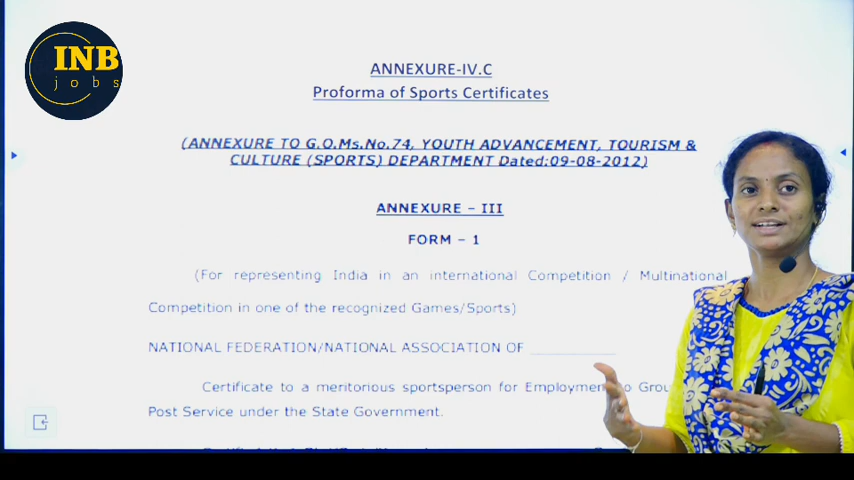 INB
jobs
ANNEXURE-IV.C
Proforma of Sports Certificates
(ANNEXURE TO G.O.Ms.No.74, YOUTH ADVANCEMENT, TOURISM &
CULTURE (SPORTS) DEPARTMENT Dated:09-08-2012)
ANNEXURE – III
FORM – 1
(For representing India in an international Competition / Multinational
Competition in one of the recognized Games/Sports)
NATIONAL FEDERATION/NATIONAL ASSOCIATION OF
Certificate to a meritorious sportsperson for
Post Service under the State Government.